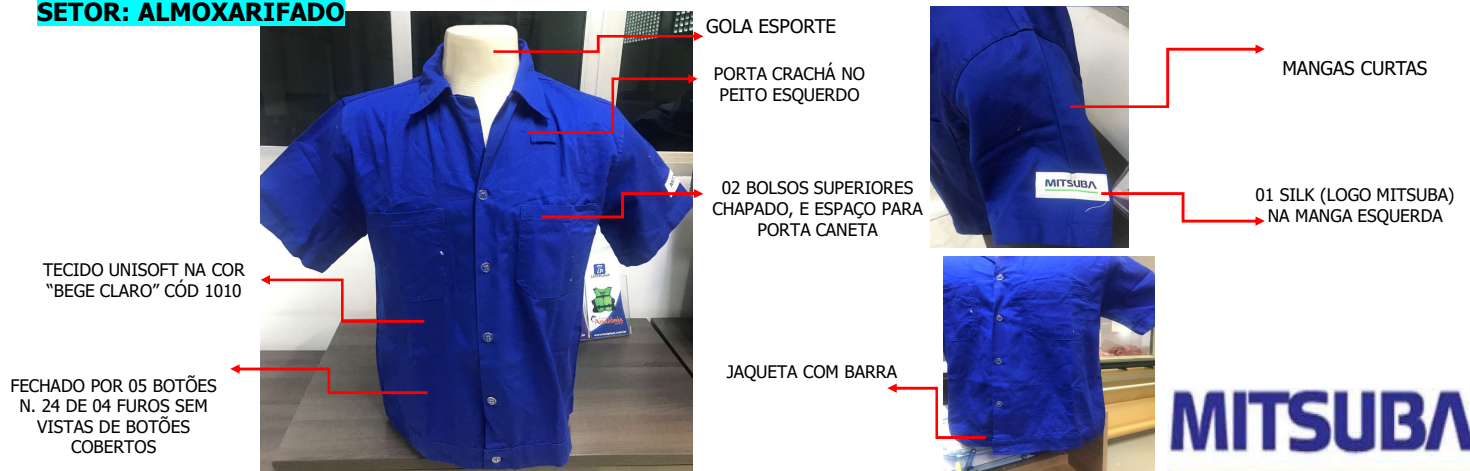 SETOR: ALMOXARIFADO
GOLA ESPORTE
PORTA CRACHÁ NO
PEITO ESQUERDO
02 BOLSOS SUPERIORES
CHAPADO, E ESPAÇO PARA
PORTA CANETA
TECIDO UNISOFT NA COR
“BEGE CLARO” CÓD 1010
FECHADO POR 05 BOTÕES
N. 24 DE 04 FUROS SEM
VISTAS DE BOTÕES
COBERTOS
MANGAS CURTAS
MITSUBA
01 SILK (LOGO MITSUBA)
NA MANGA ESQUERDA
JAQUETA COM BARRA
MITSUBA